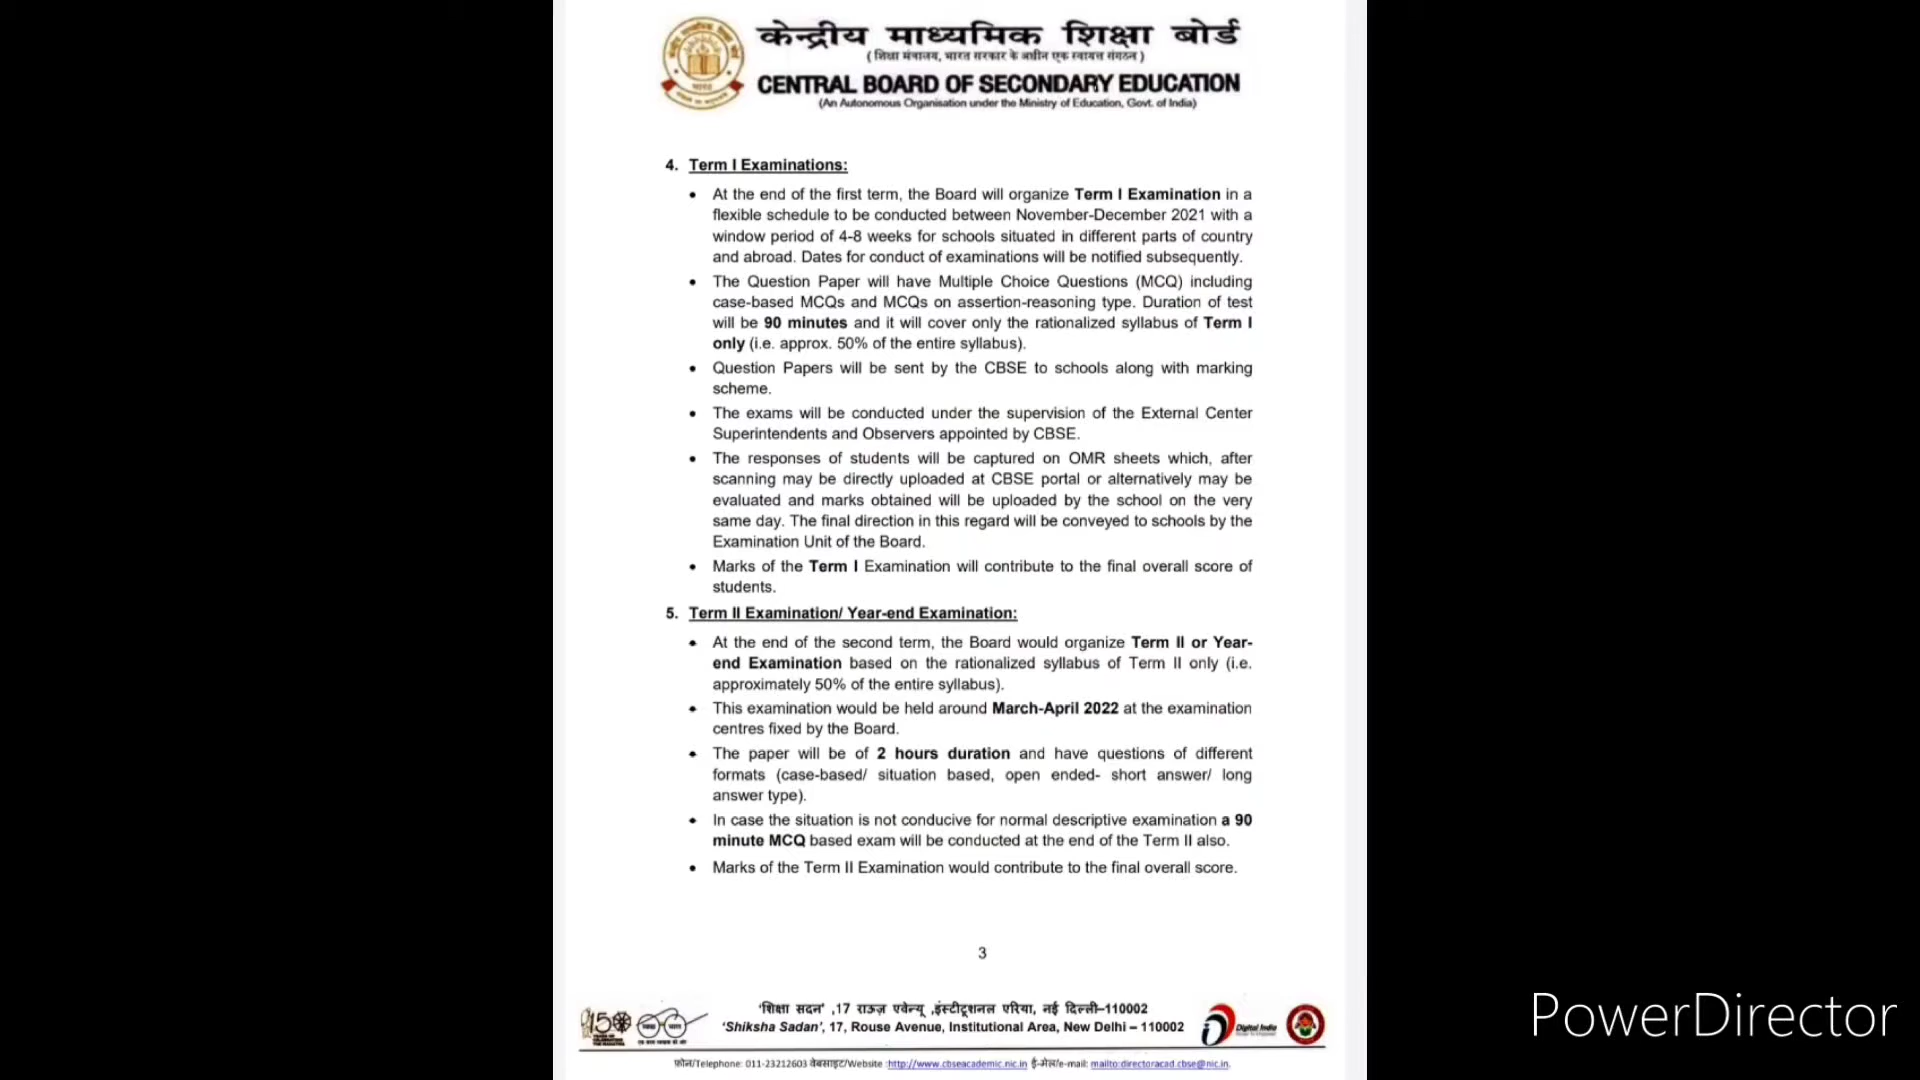 केन्द्रीय माध्यमिक शिक्षा बोर्ड
( शिक्षा मंत्रालय, भारत सरकार के अधीन एक स्वायत्त संगठन )
CENTRAL BOARD OF SECONDARY EDUCATION
(An Autonomous Organisation under the Ministry of Education, Govt. of India)
4. Term I Examinations:
• At the end of the first term, the Board will organize Term I Examination in a
flexible schedule to be conducted between November-December 2021 with a
window period of 4-8 weeks for schools situated in different parts of country
and abroad. Dates for conduct of examinations will be notified subsequently.
• The Question Paper will have Multiple Choice Questions (MCQ) including
case-based MCQs and MCQs on assertion-reasoning type. Duration of test
will be 90 minutes and it will cover only the rationalized syllabus of Term I
only (i.e. approx. 50% of the entire syllabus).
• Question Papers will be sent by the CBSE to schools along with marking
scheme.
• The exams will be conducted under the supervision of the External Center
Superintendents and Observers appointed by CBSE.
• The responses of students will be captured on OMR sheets which, after
scanning may be directly uploaded at CBSE portal or alternatively may be
evaluated and marks obtained will be uploaded by the school on the very
same day. The final direction in this regard will be conveyed to schools by the
Examination Unit of the Board.
• Marks of the Term I Examination will contribute to the final overall score of
students.
5. Term II Examination/ Year-end Examination:
• At the end of the second term, the Board would organize Term II or Year-
end Examination based on the rationalized syllabus of Term II only (i.e.
approximately 50% of the entire syllabus).
• This examination would be held around March-April 2022 at the examination
centres fixed by the Board.
• The paper will be of 2 hours duration and have questions of different
formats (case-based/ situation based, open ended- short answer/ long
answer type).
• In case the situation is not conducive for normal descriptive examination a 90
minute MCQ based exam will be conducted at the end of the Term II also.
• Marks of the Term II Examination would contribute to the final overall score.
3
'शिक्षा सदन' ,17 राऊज़ एवेन्यू ,इंस्टीटूशनल एरिया, नई दिल्ली–110002
'Shiksha Sadan', 17, Rouse Avenue, Institutional Area, New Delhi – 110002
Digital India
फ़ोन/Telephone: 011-23212603 वेबसाइट/Website :http://www.cbseacademic.nic.in ई-मेल/e-mail: mailto:directoracad.cbse@nic.in.
PowerDirector